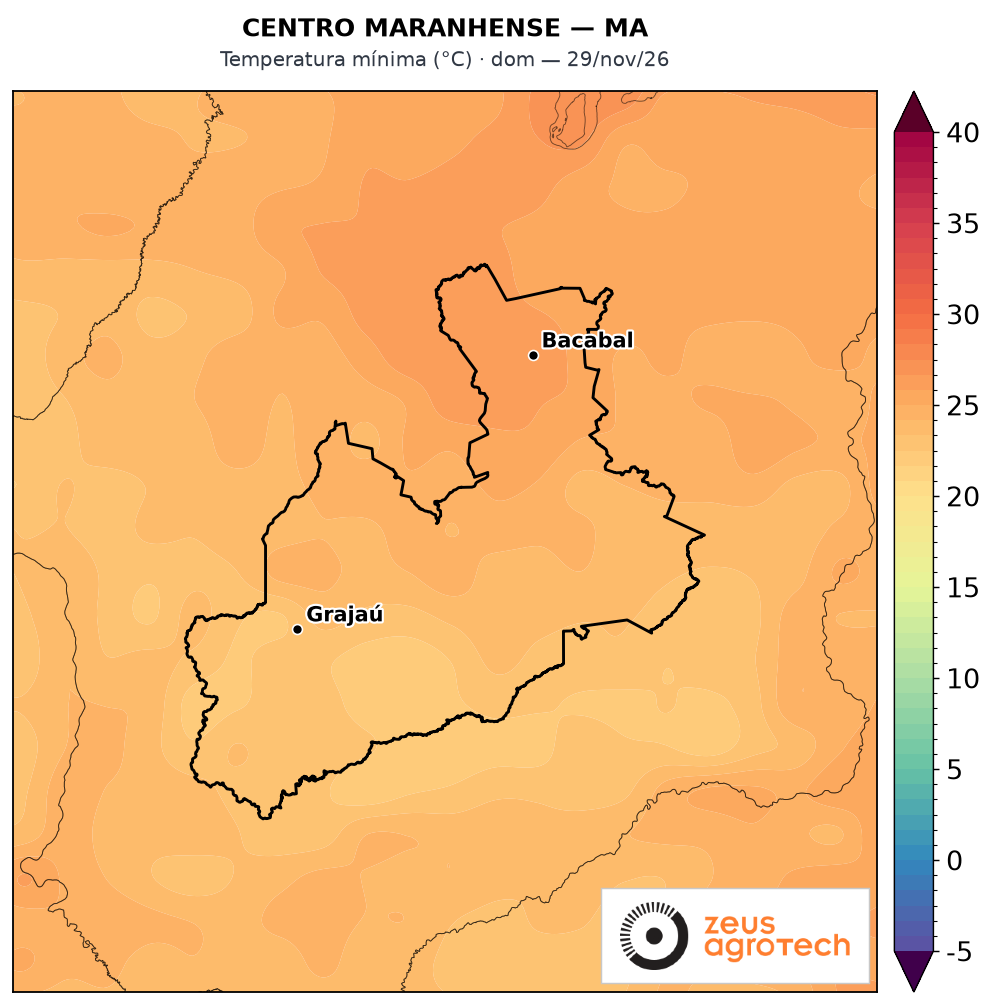 CENTRO MARANHENSE — MA
Temperatura mínima (°C) · dom — 29/nov/26
Bacabal
Grajaú
40
35
30
25
20
15
10
5
0
-5
zeus
agrotech